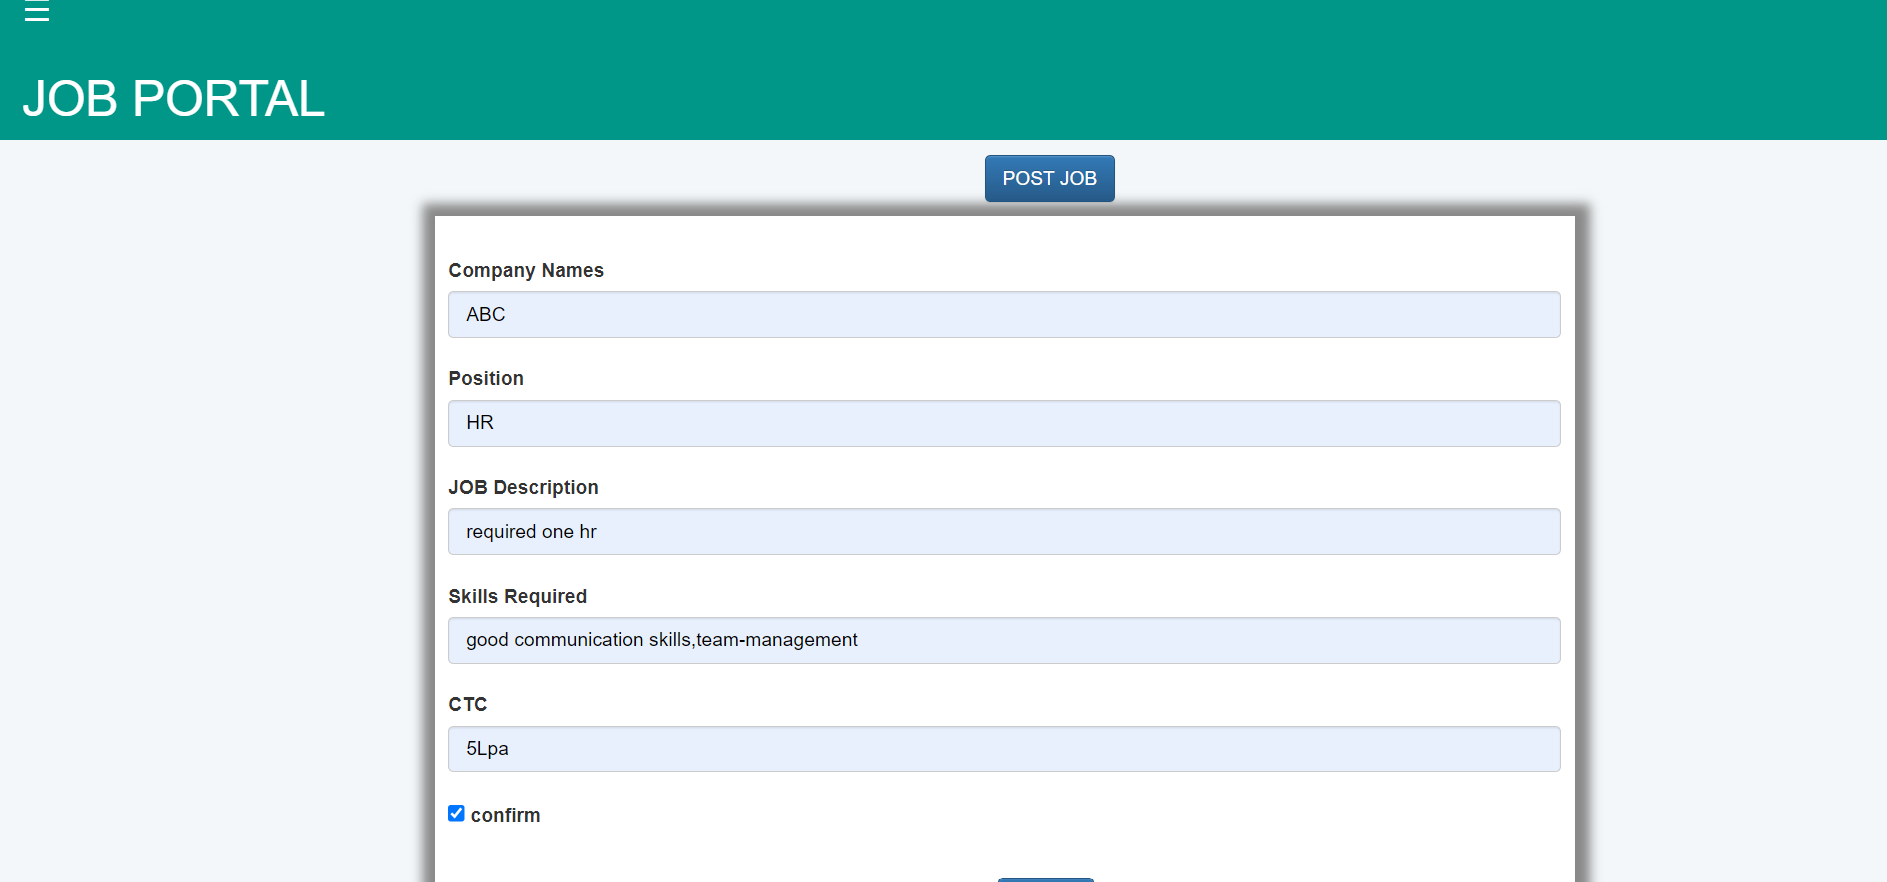 JOB PORTAL
POST JOB
Company Names
ABC
Position
HR
JOB Description
required one hr
Skills Required
good communication skills,team-management
CTC
5Lpa
confirm